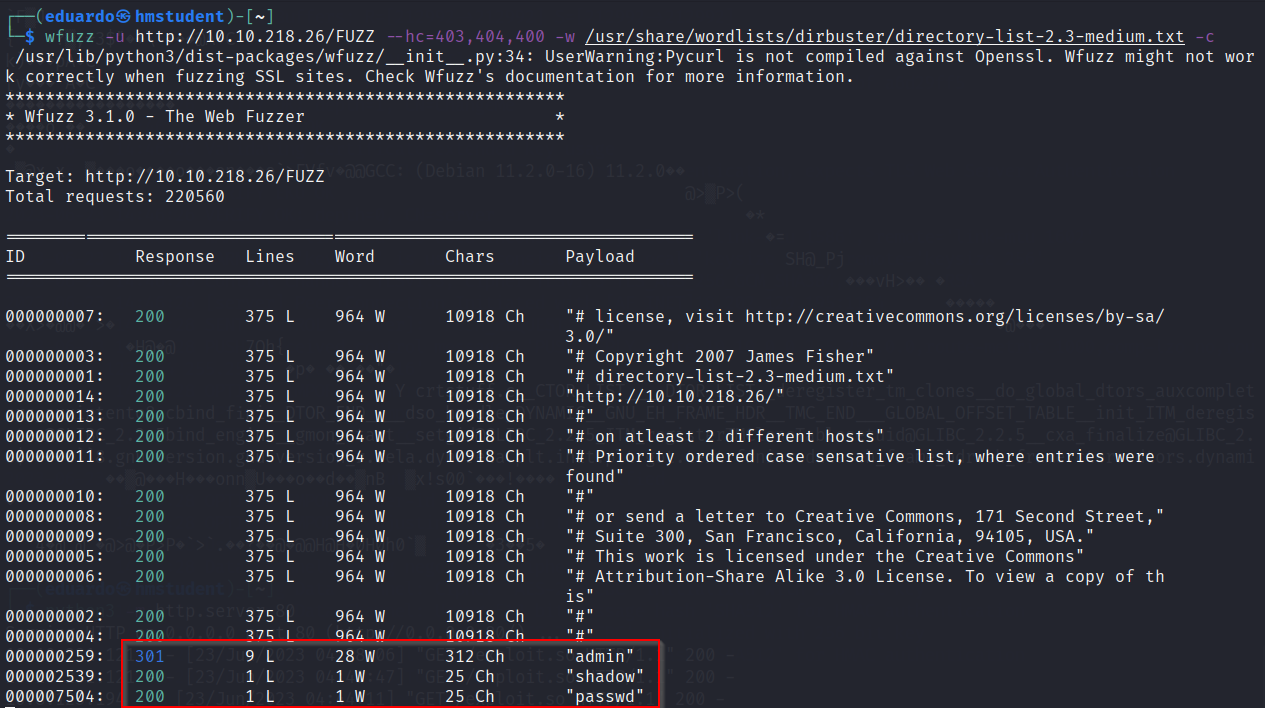 ┌──(eduardo㉿hmstudent)-[~]
└─$ wfuzz -u http://10.10.218.26/FUZZ --hc=403,404,400 -w /usr/share/wordlists/dirbuster/directory-list-2.3-medium.txt -c
/usr/lib/python3/dist-packages/wfuzz/__init__.py:34: UserWarning:Pycurl is not compiled against Openssl. Wfuzz might not wor
k correctly when fuzzing SSL sites. Check Wfuzz's documentation for more information.
********************************************************
* Wfuzz 3.1.0 - The Web Fuzzer                         *
********************************************************
Target: http://10.10.218.26/FUZZ
Total requests: 220560
=====================================================================
ID           Response   Lines    Word       Chars       Payload
=====================================================================
000000007:   200        375 L    964 W      10918 Ch    "# license, visit http://creativecommons.org/licenses/by-sa/
3.0/"
000000003:   200        375 L    964 W      10918 Ch    "# Copyright 2007 James Fisher"
000000001:   200        375 L    964 W      10918 Ch    "# directory-list-2.3-medium.txt"
000000014:   200        375 L    964 W      10918 Ch    "http://10.10.218.26/"
000000013:   200        375 L    964 W      10918 Ch    "#"
000000012:   200        375 L    964 W      10918 Ch    "# on atleast 2 different hosts"
000000011:   200        375 L    964 W      10918 Ch    "# Priority ordered case sensative list, where entries were
found"
000000010:   200        375 L    964 W      10918 Ch    "#"
000000008:   200        375 L    964 W      10918 Ch    "# or send a letter to Creative Commons, 171 Second Street,"
000000009:   200        375 L    964 W      10918 Ch    "# Suite 300, San Francisco, California, 94105, USA."
000000005:   200        375 L    964 W      10918 Ch    "# This work is licensed under the Creative Commons"
000000006:   200        375 L    964 W      10918 Ch    "# Attribution-Share Alike 3.0 License. To view a copy of th
is"
000000002:   200        375 L    964 W      10918 Ch    "#"
000000004:   200        375 L    964 W      10918 Ch    "#"
000000259:   301        9 L      28 W       312 Ch      "admin"
000002539:   200        1 L      1 W        25 Ch       "shadow"
000007504:   200        1 L      1 W        25 Ch       "passwd"